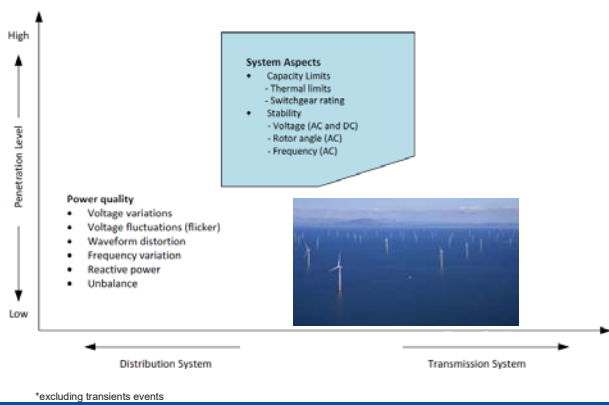 High
Penetration Level
Low
System Aspects
• Capacity Limits
- Thermal limits
- Switchgear rating
• Stability
- Voltage (AC and DC)
- Rotor angle (AC)
- Frequency (AC)
Power quality
• Voltage variations
• Voltage fluctuations (flicker)
• Waveform distortion
• Frequency variation
• Reactive power
• Unbalance
Distribution System
Transmission System
*excluding transients events